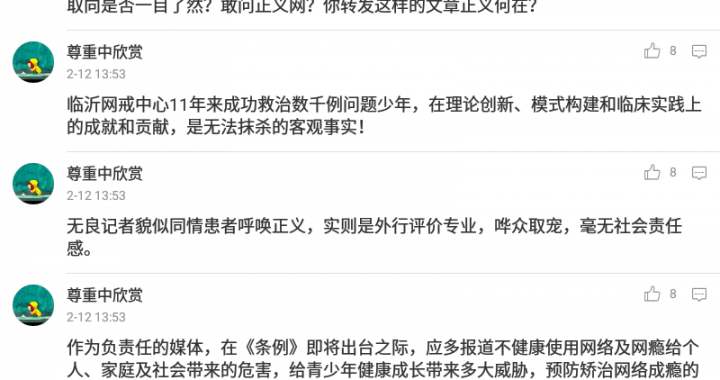 取向是否一目了然？敢问正义网？你转发这样的文章正义何在？
尊重中欣赏
8
2-12 13:53
临沂网戒中心11年来成功救治数千例问题少年，在理论创新、模式构建和临床实践上
的成就和贡献，是无法抹杀的客观事实！
尊重中欣赏
8
2-12 13:53
无良记者貌似同情患者呼唤正义，实则是外行评价专业，哗众取宠，毫无社会责任
感。
尊重中欣赏
8
2-12 13:53
作为负责任的媒体，在《条例》即将出台之际，应多报道不健康使用网络及网瘾给个
人、家庭及社会带来的危害，给青少年健康成长带来多大威胁，预防矫治网络成瘾的